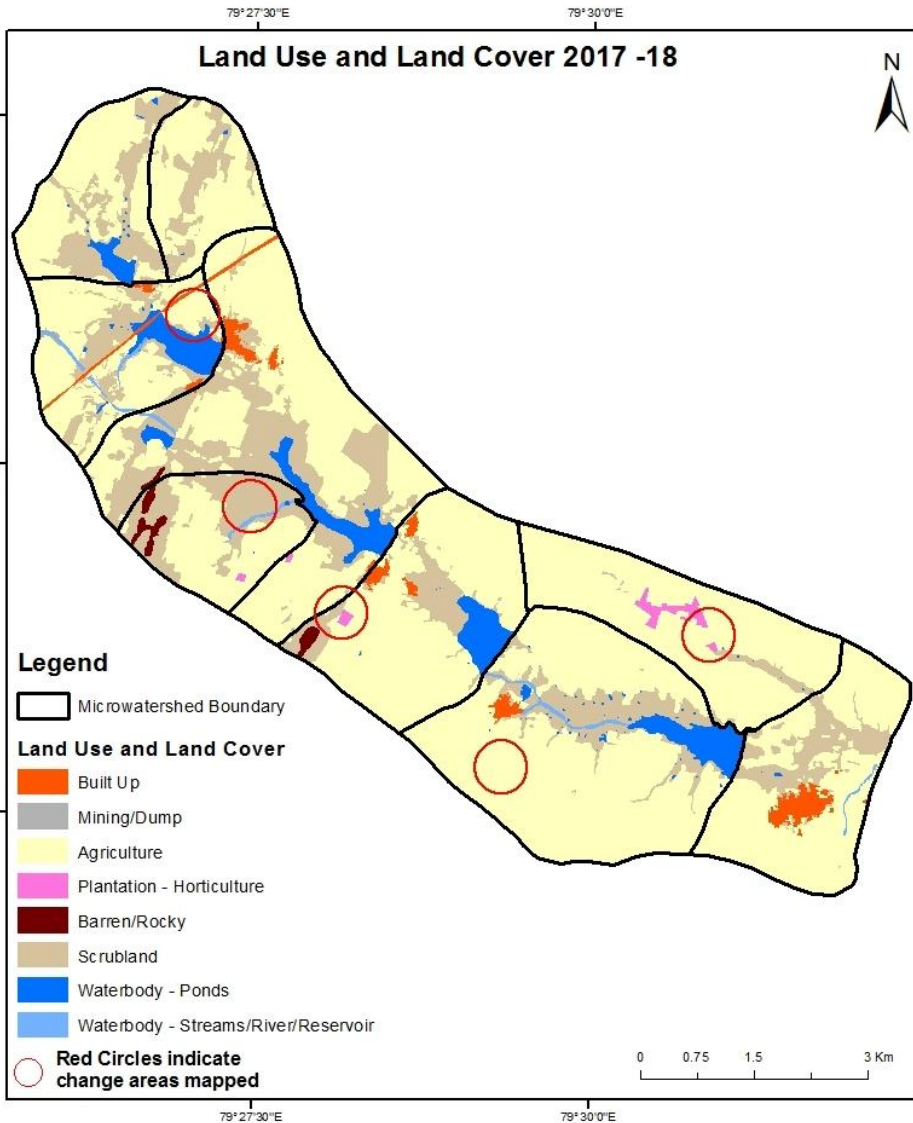 79°27'30"E 79°30'0"E
Land Use and Land Cover 2017 -18
N
Legend
Microwatershed Boundary
Land Use and Land Cover
Built Up
Mining/Dump
Agriculture
Plantation - Horticulture
Barren/Rocky
Scrubland
Waterbody - Ponds
Waterbody - Streams/River/Reservoir
Red Circles indicate
change areas mapped
0 0.75 1.5 3 Km
79°27'30"E 79°30'0"E